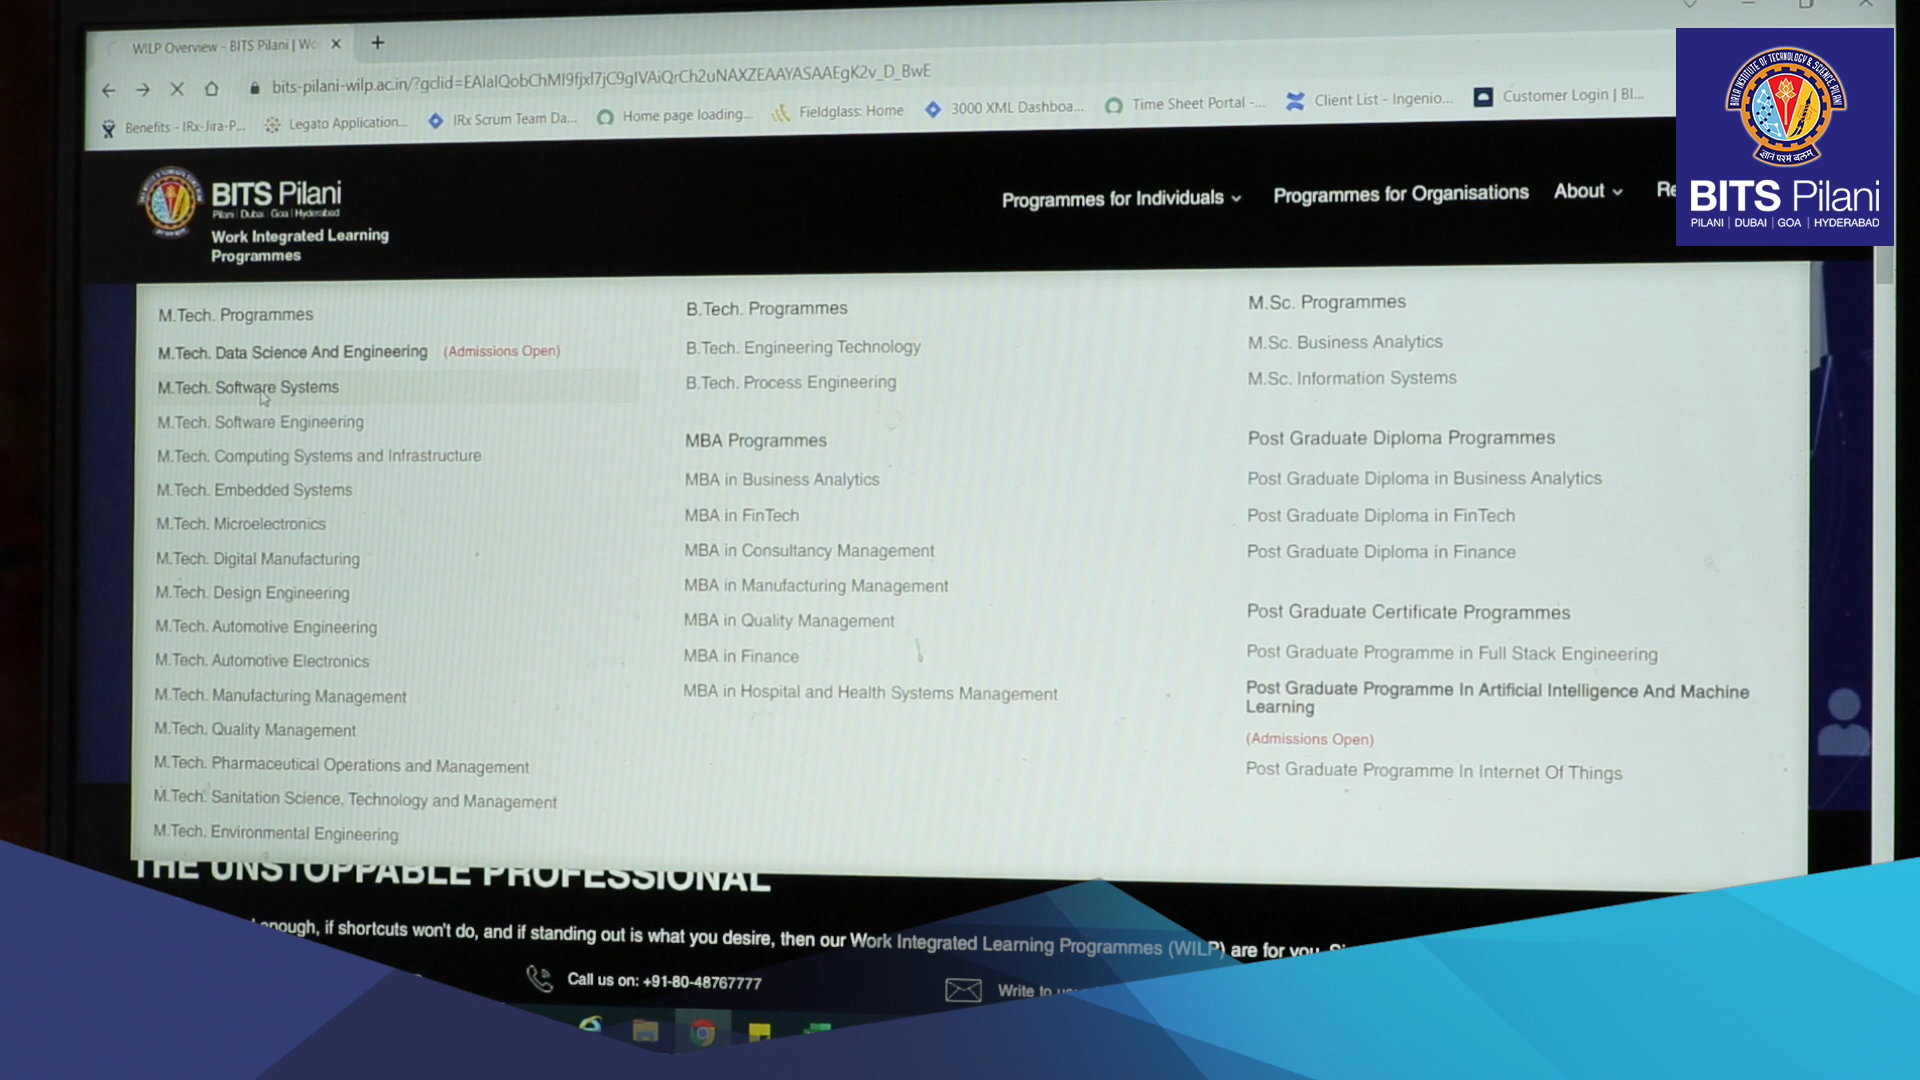 WILP Overview - BITS Pilani | Wo
bits-pilani-wilp.ac.in/?gclid=EAIaIQobChMI9fjxl7jC9gIVAiQrCh2uNAXZEAAYASAAEgK2v_D_BwE
Benefits - IRx-Jira-P... Legato Application... IRx Scrum Team Da... Home page loading... Fieldglass: Home 3000 XML Dashboa... Time Sheet Portal -... Client List - Ingenio... Customer Login | Bl...
BITS Pilani
Pilani | Dubai | Goa | Hyderabad
Work Integrated Learning
Programmes
Programmes for Individuals Programmes for Organisations About Re
BIRLA INSTITUTE OF TECHNOLOGY & SCIENCE, PILANI
ज्ञानं परमं बलम्
BITS Pilani
PILANI | DUBAI | GOA | HYDERABAD
M.Tech. Programmes
M.Tech. Data Science And Engineering (Admissions Open)
M.Tech. Software Systems
M.Tech. Software Engineering
M.Tech. Computing Systems and Infrastructure
M.Tech. Embedded Systems
M.Tech. Microelectronics
M.Tech. Digital Manufacturing
M.Tech. Design Engineering
M.Tech. Automotive Engineering
M.Tech. Automotive Electronics
M.Tech. Manufacturing Management
M.Tech. Quality Management
M.Tech. Pharmaceutical Operations and Management
M.Tech. Sanitation Science, Technology and Management
M.Tech. Environmental Engineering
B.Tech. Programmes
B.Tech. Engineering Technology
B.Tech. Process Engineering
MBA Programmes
MBA in Business Analytics
MBA in FinTech
MBA in Consultancy Management
MBA in Manufacturing Management
MBA in Quality Management
MBA in Finance
MBA in Hospital and Health Systems Management
M.Sc. Programmes
M.Sc. Business Analytics
M.Sc. Information Systems
Post Graduate Diploma Programmes
Post Graduate Diploma in Business Analytics
Post Graduate Diploma in FinTech
Post Graduate Diploma in Finance
Post Graduate Certificate Programmes
Post Graduate Programme in Full Stack Engineering
Post Graduate Programme In Artificial Intelligence And Machine
Learning
(Admissions Open)
Post Graduate Programme In Internet Of Things
THE UNSTOPPABLE PROFESSIONAL
enough, if shortcuts won't do, and if standing out is what you desire, then our Work Integrated Learning Programmes (WILP) are for you.
Call us on: +91-80-48767777
Write to